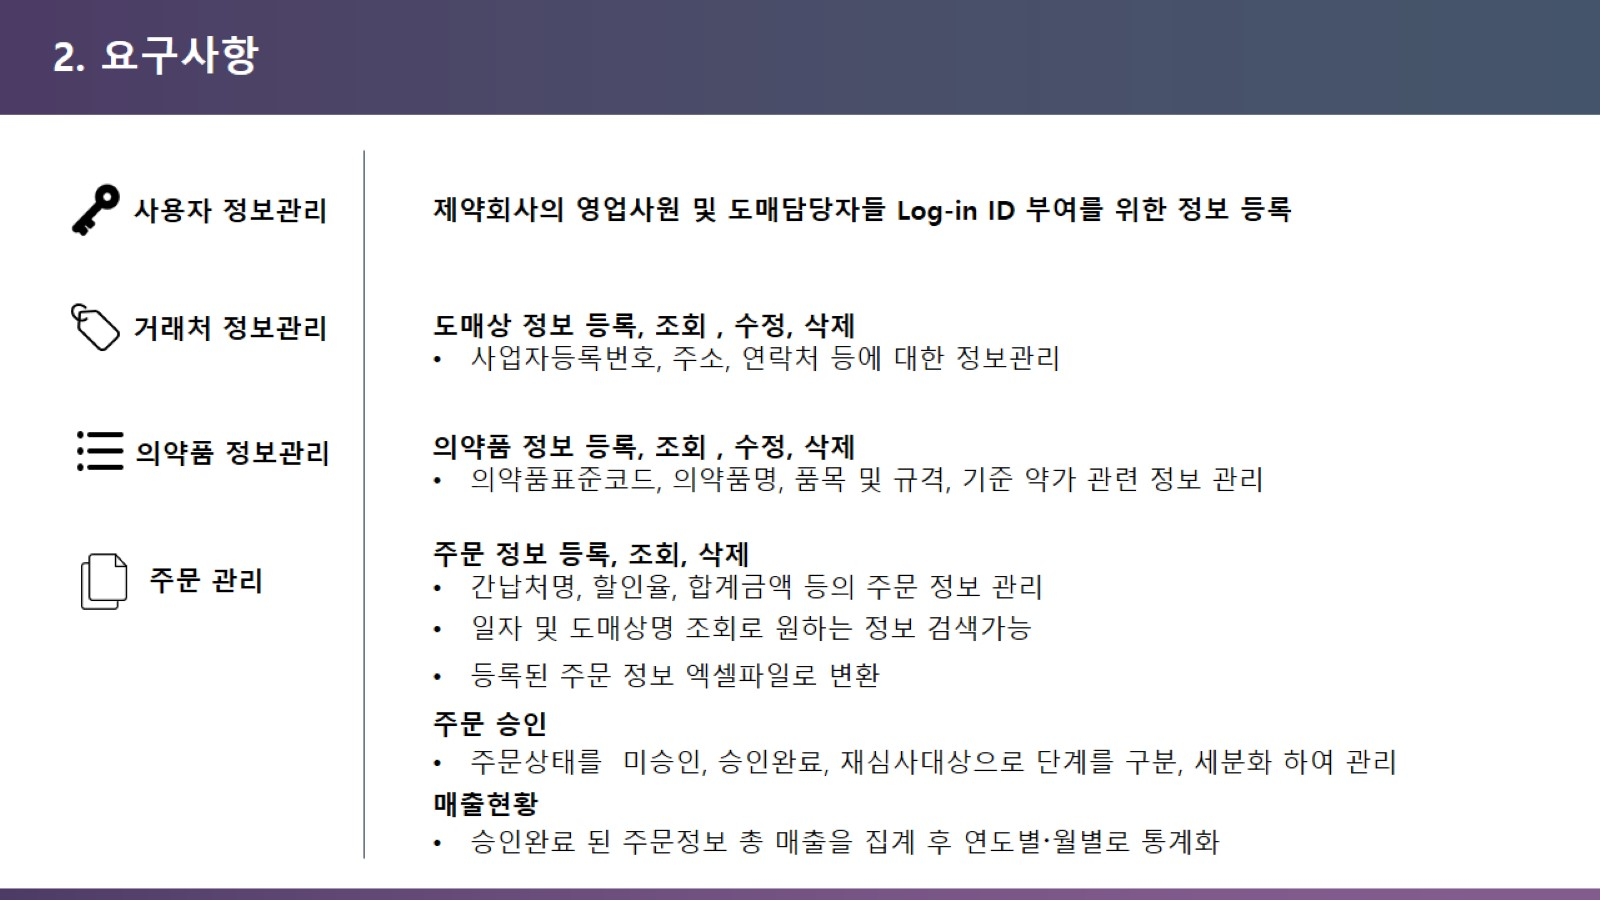 2. 요구사항
사용자 정보관리
제약회사의 영업사원 및 도매담당자들 Log-in ID 부여를 위한 정보 등록
거래처 정보관리
도매상 정보 등록, 조회 , 수정, 삭제
• 사업자등록번호, 주소, 연락처 등에 대한 정보관리
의약품 정보관리
의약품 정보 등록, 조회 , 수정, 삭제
• 의약품표준코드, 의약품명, 품목 및 규격, 기준 약가 관련 정보 관리
주문 관리
주문 정보 등록, 조회, 삭제
• 간납처명, 할인율, 합계금액 등의 주문 정보 관리
• 일자 및 도매상명 조회로 원하는 정보 검색가능
• 등록된 주문 정보 엑셀파일로 변환
주문 승인
• 주문상태를 미승인, 승인완료, 재심사대상으로 단계를 구분, 세분화 하여 관리
매출현황
• 승인완료 된 주문정보 총 매출을 집계 후 연도별·월별로 통계화